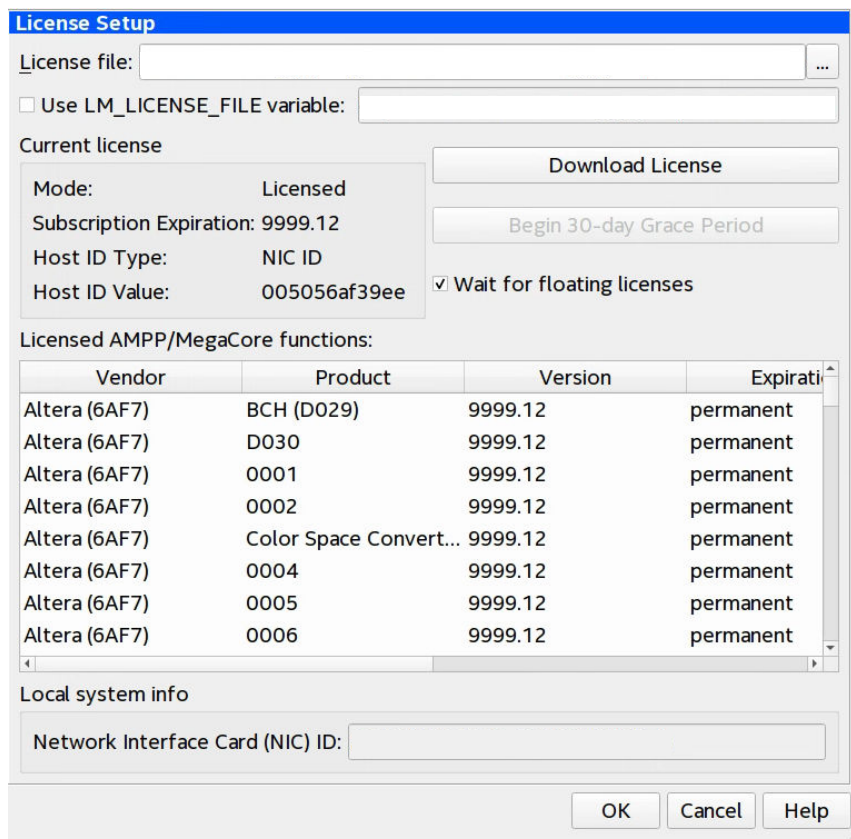 License Setup
License file: ...
Use LM_LICENSE_FILE variable:
Current license
Download License
Mode: Licensed
Subscription Expiration: 9999.12
Begin 30-day Grace Period
Host ID Type: NIC ID
Host ID Value: 005056af39ee
Wait for floating licenses
Licensed AMPP/MegaCore functions:
Vendor Product Version Expirati
Altera (6AF7) BCH (D029) 9999.12 permanent
Altera (6AF7) D030 9999.12 permanent
Altera (6AF7) 0001 9999.12 permanent
Altera (6AF7) 0002 9999.12 permanent
Altera (6AF7) Color Space Convert... 9999.12 permanent
Altera (6AF7) 0004 9999.12 permanent
Altera (6AF7) 0005 9999.12 permanent
Altera (6AF7) 0006 9999.12 permanent
Local system info
Network Interface Card (NIC) ID:
OK Cancel Help